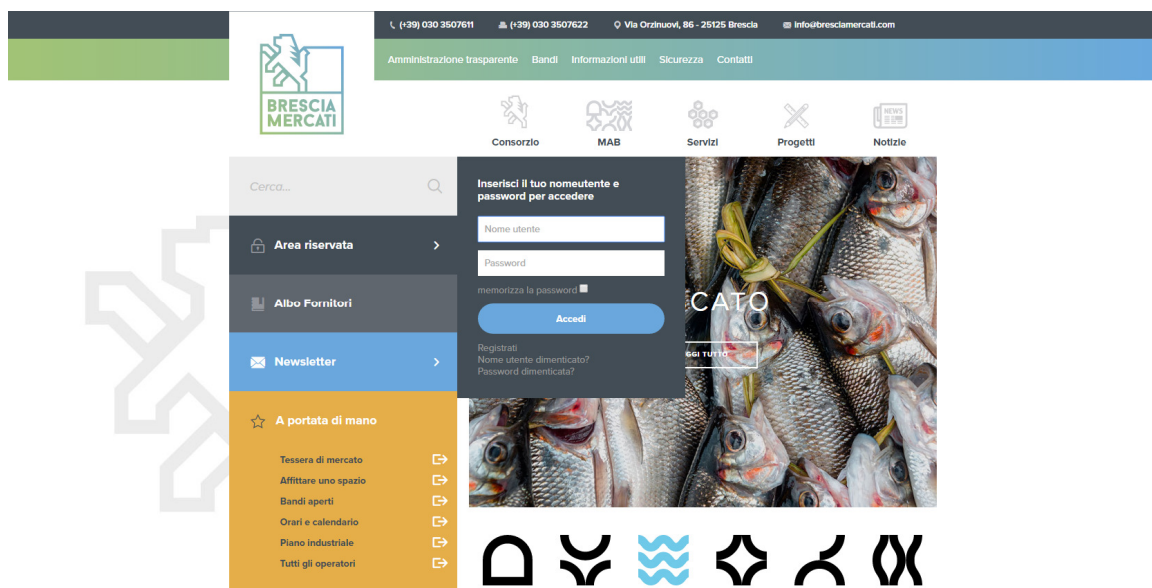 (+39) 030 3507611
(+39) 030 3507622
Via Orzinuovi, 86 - 25125 Brescia
info@bresciamercati.com
Amministrazione trasparente
Bandi
Informazioni utili
Sicurezza
Contatti
BRESCIA
MERCATI
Consorzio
MAB
Servizi
Progetti
NEWS
Notizie
Cerca...
Area riservata
Albo Fornitori
Newsletter
A portata di mano
Tessera di mercato
Affittare uno spazio
Bandi aperti
Orari e calendario
Piano industriale
Tutti gli operatori
Inserisci il tuo nomeutente e
password per accedere
Nome utente
Password
memorizza la password
Accedi
Registrati
Nome utente dimenticato?
Password dimenticata?
CATO
GGI TUTTO